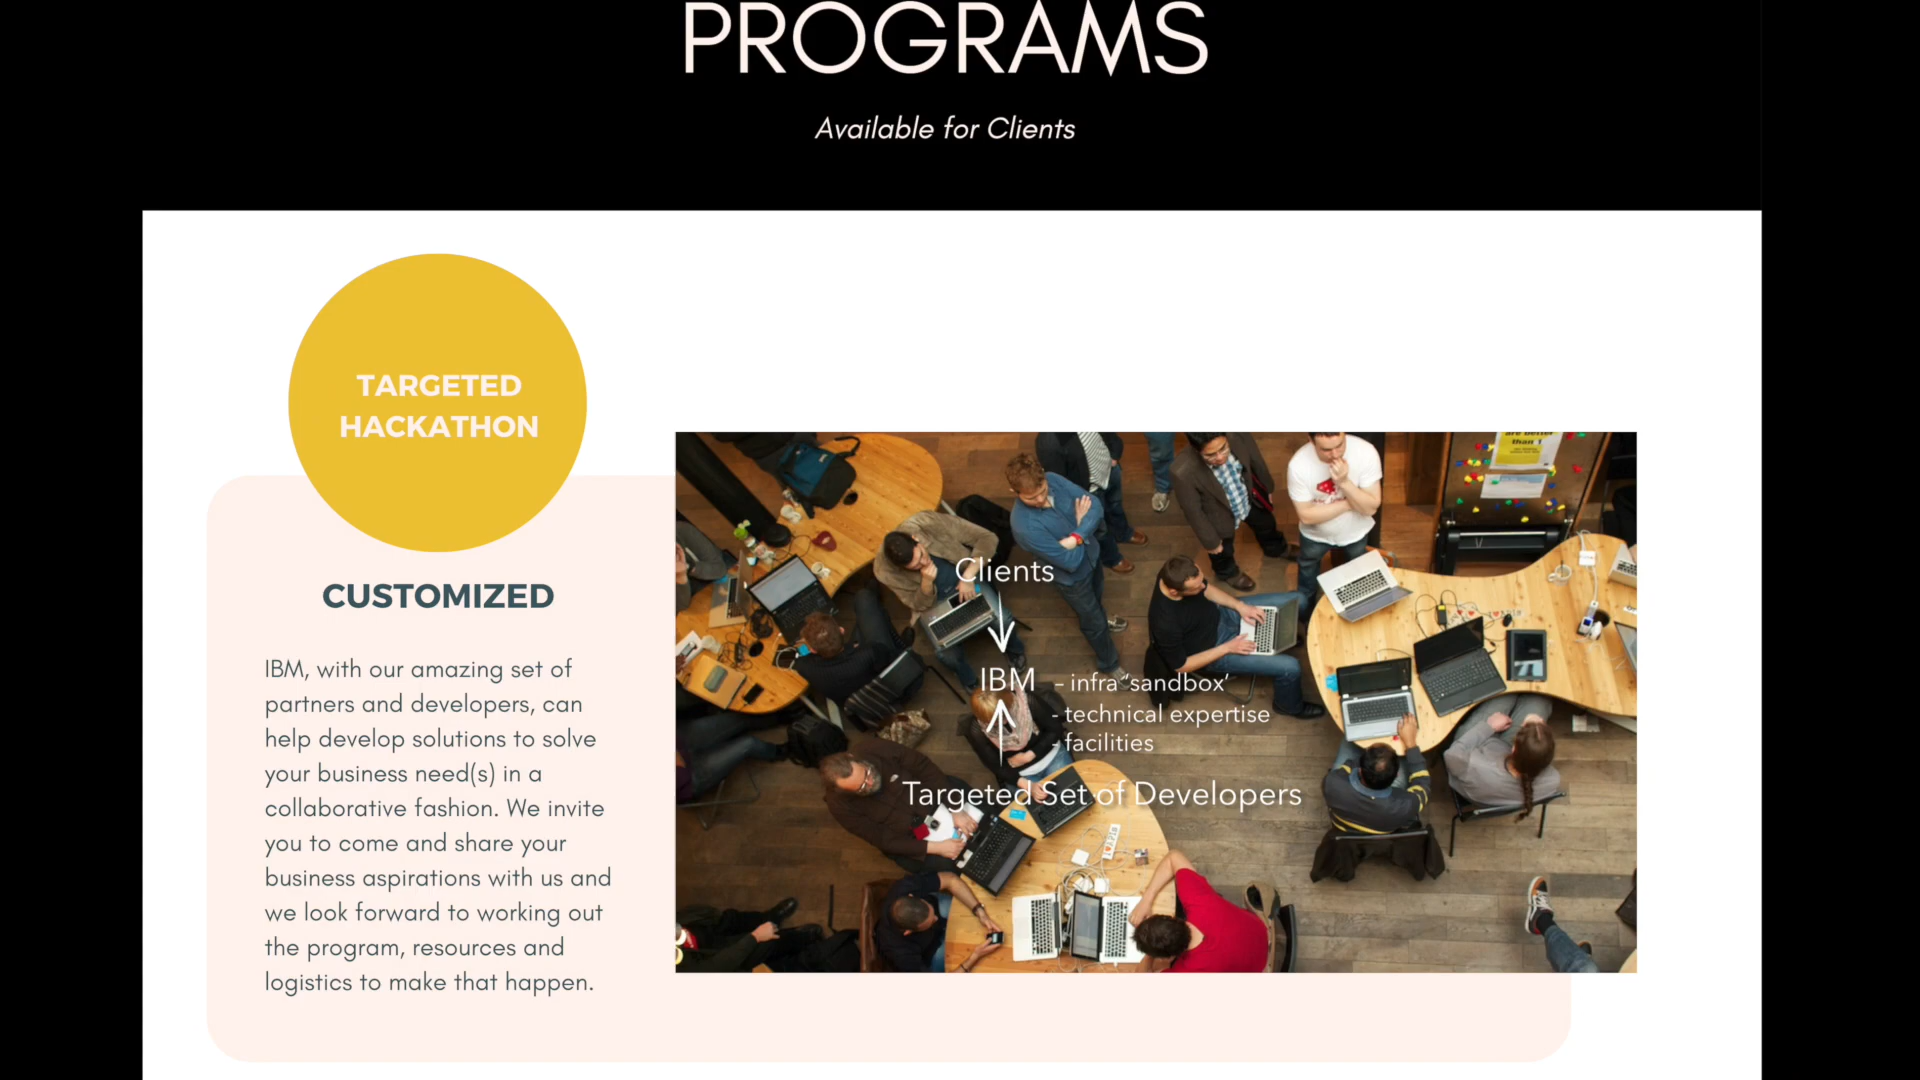 PROGRAMS
Available for Clients
TARGETED
HACKATHON
CUSTOMIZED
IBM, with our amazing set of
partners and developers, can
help develop solutions to solve
your business need(s) in a
collaborative fashion. We invite
you to come and share your
business aspirations with us and
we look forward to working out
the program, resources and
logistics to make that happen.
Clients
IBM - infra 'sandbox'
- technical expertise
- facilities
Targeted Set of Developers
than 1